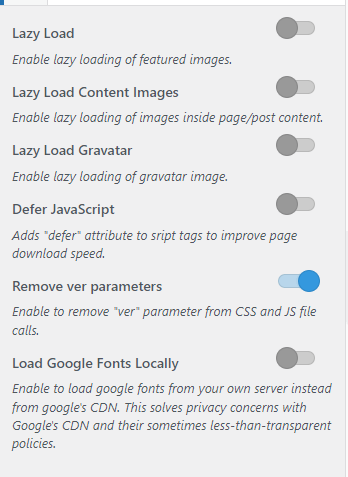 Lazy Load
Enable lazy loading of featured images.
Lazy Load Content Images
Enable lazy loading of images inside page/post content.
Lazy Load Gravatar
Enable lazy loading of gravatar image.
Defer JavaScript
Adds "defer" attribute to sript tags to improve page
download speed.
Remove ver parameters
Enable to remove "ver" parameter from CSS and JS file
calls.
Load Google Fonts Locally
Enable to load google fonts from your own server instead
from google's CDN. This solves privacy concerns with
Google's CDN and their sometimes less-than-transparent
policies.